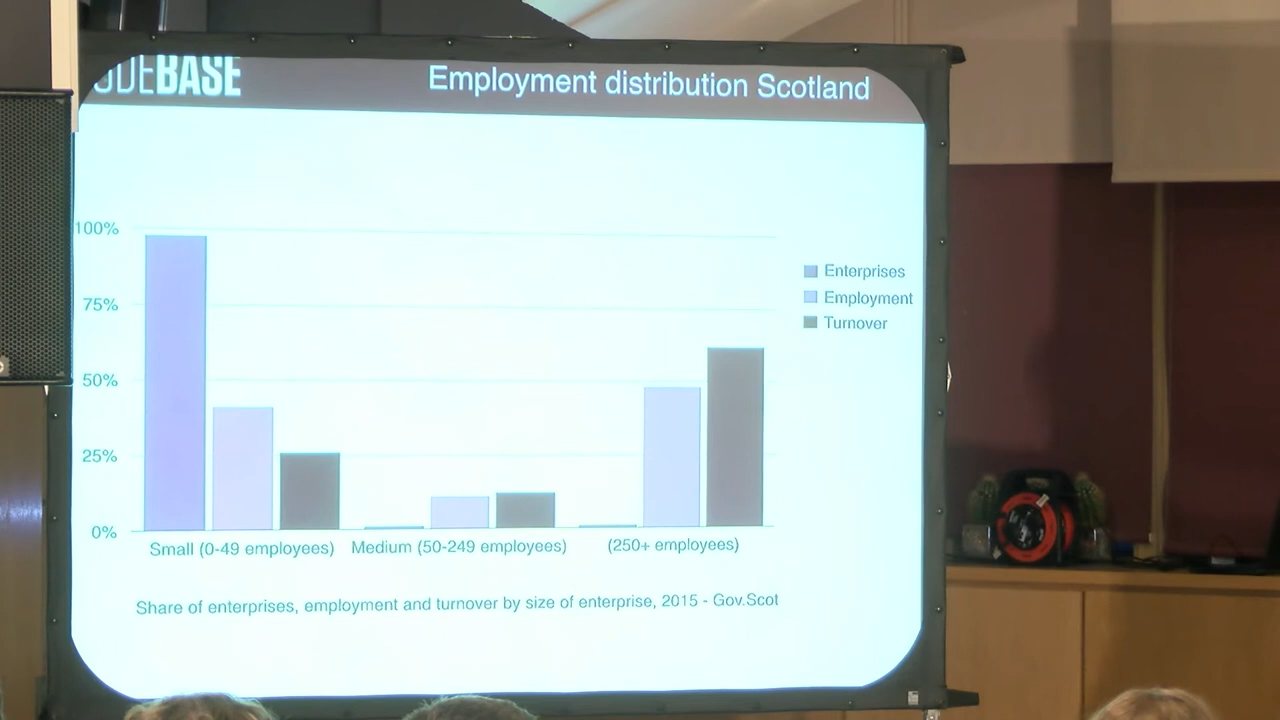 ODEBASE
Employment distribution Scotland
100%
75%
50%
25%
0%
Enterprises
Employment
Turnover
Small (0-49 employees)
Medium (50-249 employees)
(250+ employees)
Share of enterprises, employment and turnover by size of enterprise, 2015 - Gov.Scot